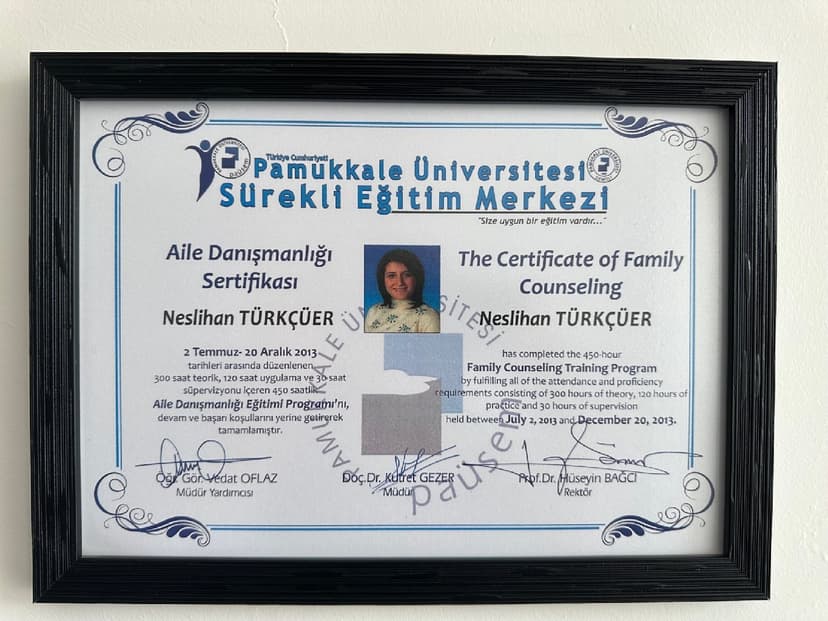 Türkiye Cumhuriyeti
Pamukkale Üniversitesi
Sürekli Eğitim Merkezi
"Size uygun bir eğitim vardır..."
Aile Danışmanlığı
Sertifikası
Neslihan TÜRKÇÜER
2 Temmuz- 20 Aralık 2013
tarihleri arasında düzenlenen
300 saat teorik, 120 saat uygulama ve 30 saat
süpervizyonu içeren 450 saatlik
Aile Danışmanlığı Eğitimi Programı'nı,
devam ve başarı koşullarını yerine getirerek
tamamlamıştır.
The Certificate of Family
Counseling
Neslihan TÜRKÇÜER
has completed the 450-hour
Family Counseling Training Program
by fulfilling all of the attendance and proficiency
requirements consisting of 300 hours of theory, 120 hours of
practice and 30 hours of supervision
held between July 2, 2013 and December 20, 2013.
PAMUKKALE ÜNİVERSİTESİ
paüsem
Öğr. Gör. Vedat OFLAZ
Müdür Yardımcısı
Doç.Dr. Kutret GEZER
Müdür
Prof.Dr. Hüseyin BAĞCI
Rektör